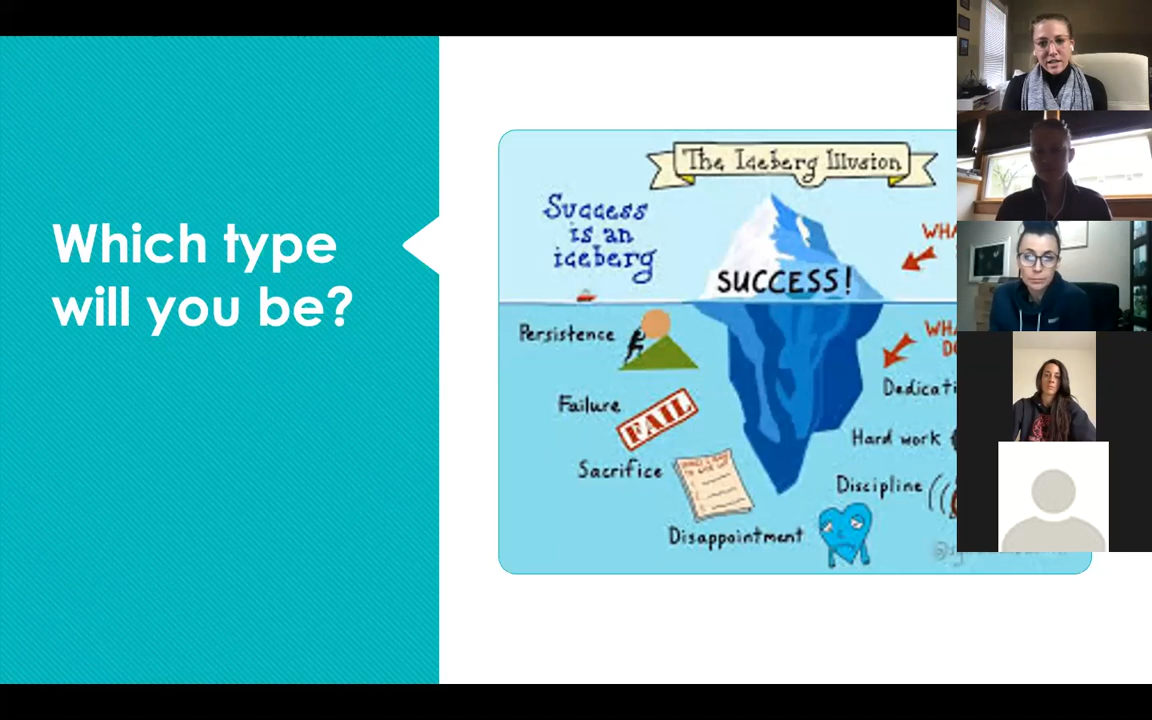 Which type
will you be?
The Iceberg Illusion
Success
is an
iceberg
SUCCESS!
Persistence
Failure
FAIL
Sacrifice
Disappointment
Hard work
Discipline